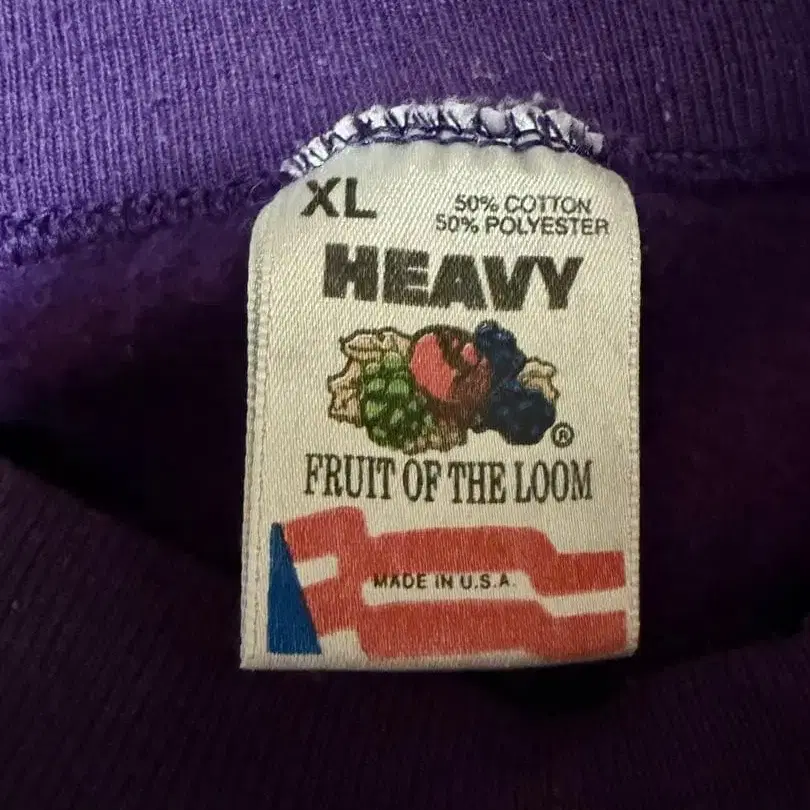 XL
50% COTTON
50% POLYESTER
HEAVY
®
FRUIT OF THE LOOM
MADE IN U.S.A.